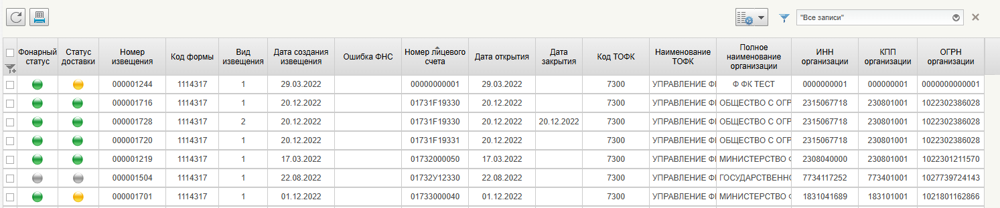 "Все записи"
Фонарный статус Статус доставки Номер извещения Код формы Вид извещения Дата создания извещения Ошибка ФНС Номер лицевого счета Дата открытия Дата закрытия Код ТОФК Наименование ТОФК Полное наименование организации ИНН организации КПП организации ОГРН организации
000001244 1114317 1 29.03.2022 00000000001 29.03.2022 7300 УПРАВЛЕНИЕ ФЕ Ф ФК ТЕСТ 0000000001 000000001 0000000000001
000001716 1114317 1 20.12.2022 01731F19330 20.12.2022 7300 УПРАВЛЕНИЕ ФЕ ОБЩЕСТВО С ОГР 2315067718 230801001 1022302386028
000001728 1114317 2 20.12.2022 01731F19330 20.12.2022 20.12.2022 7300 УПРАВЛЕНИЕ ФЕ ОБЩЕСТВО С ОГР 2315067718 230801001 1022302386028
000001720 1114317 1 20.12.2022 01731F19331 20.12.2022 7300 УПРАВЛЕНИЕ ФЕ ОБЩЕСТВО С ОГР 2315067718 230801001 1022302386028
000001219 1114317 1 17.03.2022 01732000050 17.03.2022 7300 УПРАВЛЕНИЕ ФЕ МИНИСТЕРСТВО Ф 2308040000 230801001 1022301211570
000001504 1114317 1 22.08.2022 01732У12330 22.08.2022 7300 УПРАВЛЕНИЕ ФЕ ГОСУДАРСТВЕННО 7734117252 773401001 1027739724143
000001701 1114317 1 01.12.2022 01733000040 01.12.2022 7300 УПРАВЛЕНИЕ ФЕ МИНИСТЕРСТВО Ф 1831041689 183101001 1021801162866